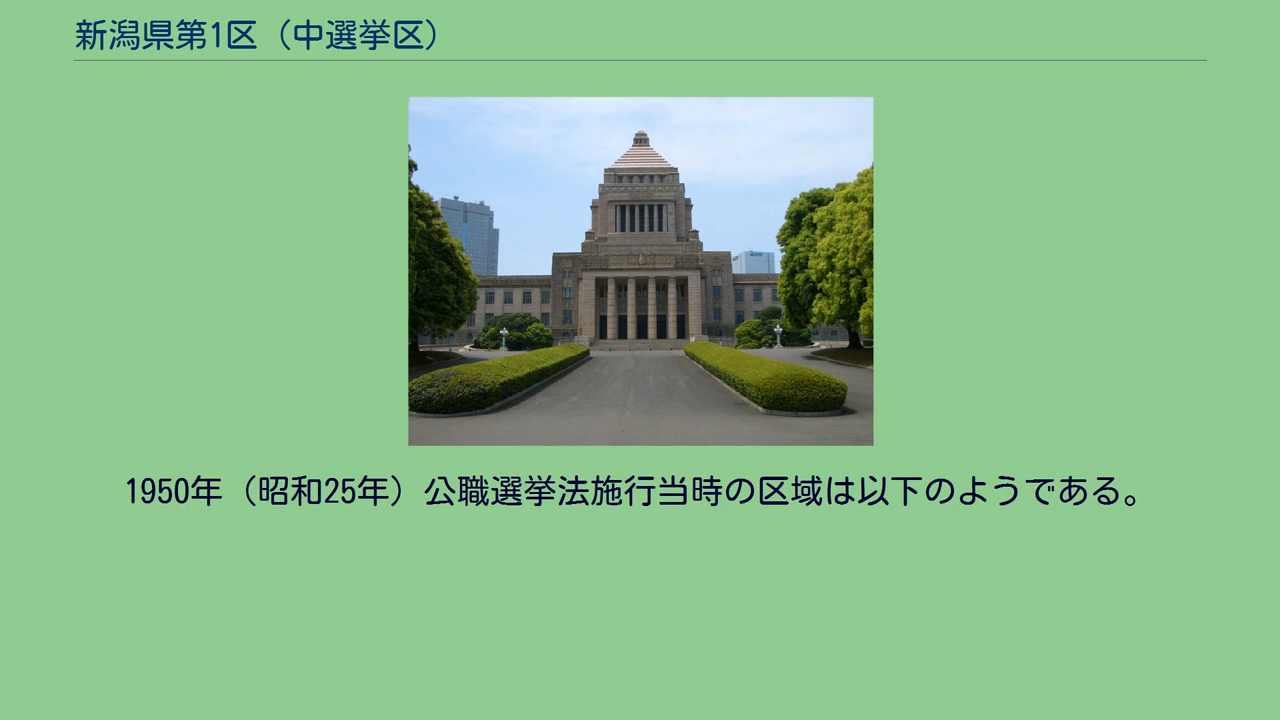 新潟県第1区（中選挙区）
1950年（昭和25年）公職選挙法施行当時の区域は以下のようである。